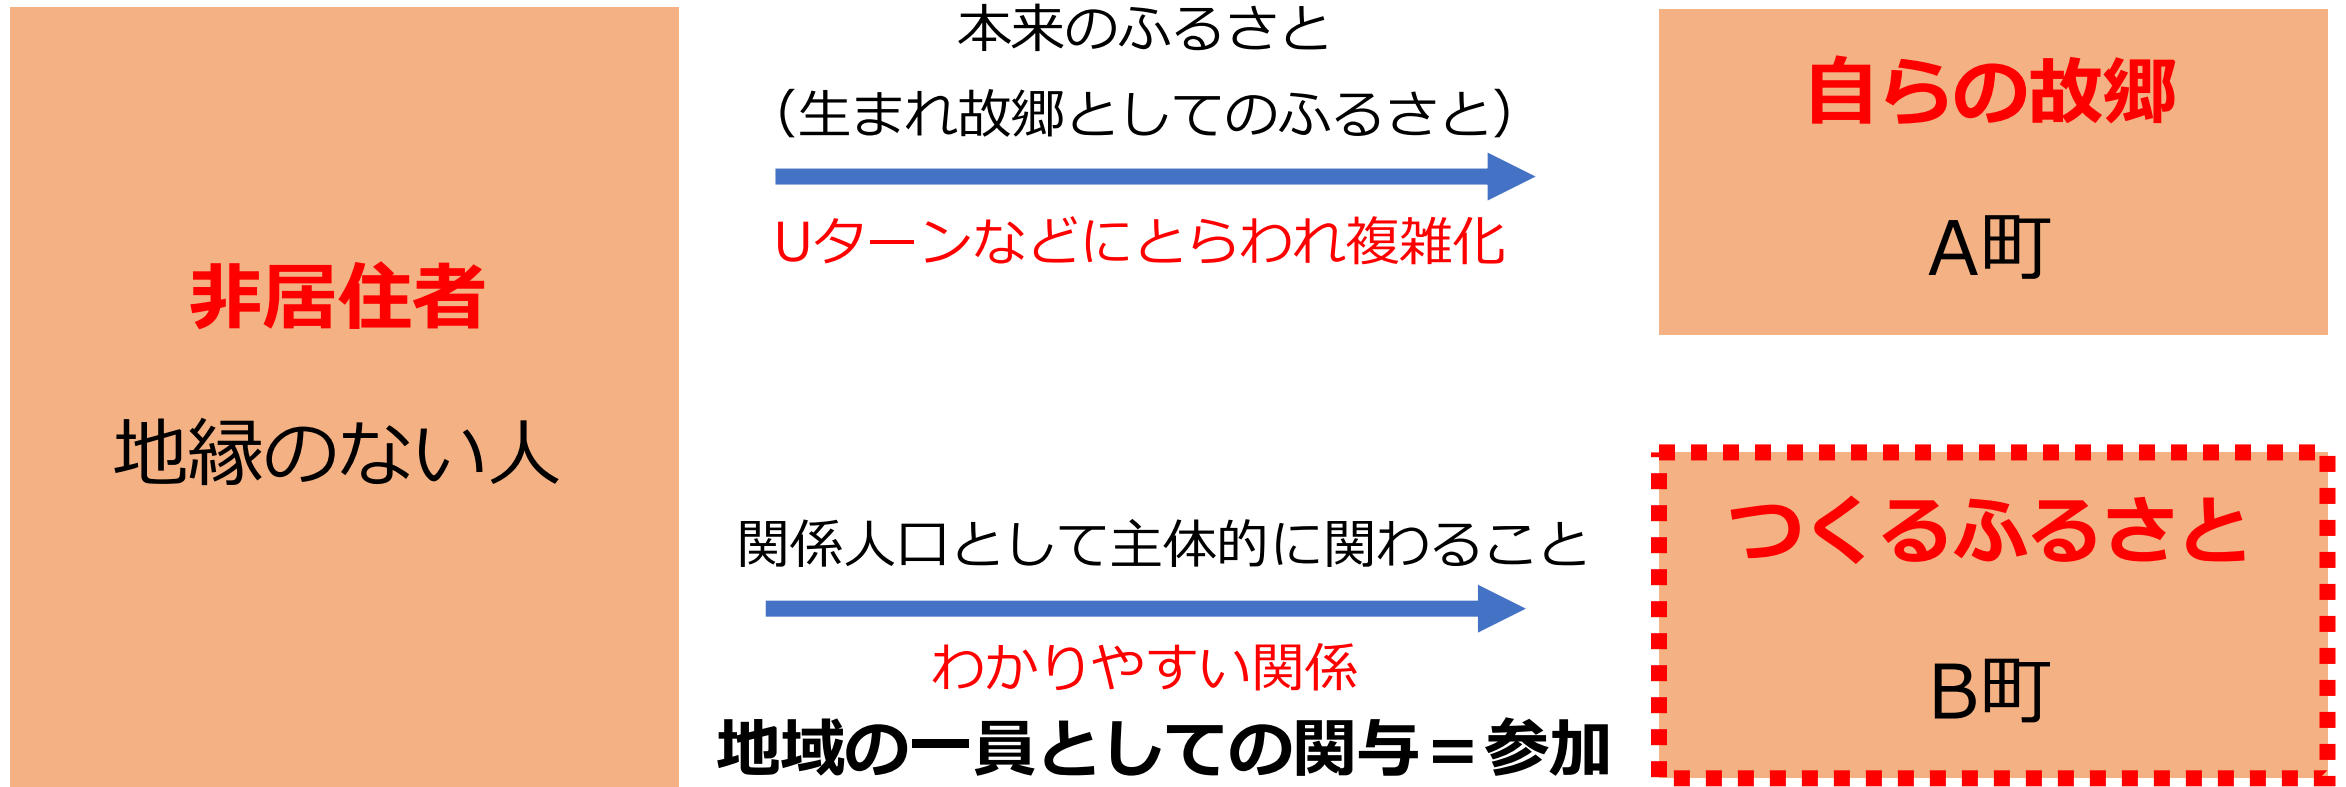 非居住者
地縁のない人
本来のふるさと
（生まれ故郷としてのふるさと）
Uターンなどにとらわれ複雑化
自らの故郷
A町
関係人口として主体的に関わること
わかりやすい関係
地域の一員としての関与＝参加
つくるふるさと
B町